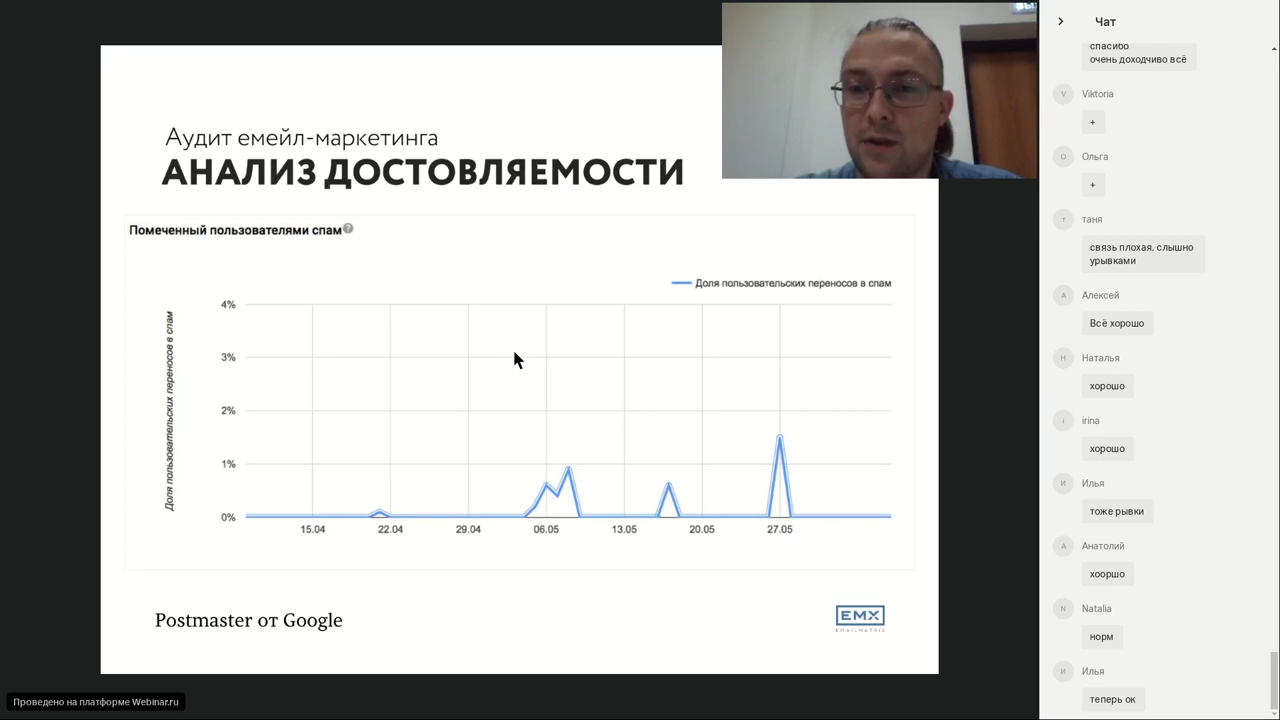 Чат
спасибо
очень доходчиво всё
V
Viktoria
+
О
Ольга
+
т
таня
связь плохая, слышно
урывками
А
Алексей
Всё хорошо
Н
Наталья
хорошо
i
irina
хорошо
И
Илья
тоже рывки
А
Анатолий
хооршо
N
Natalia
норм
И
Илья
теперь ок
Аудит емейл-маркетинга
АНАЛИЗ ДОСТОВЛЯЕМОСТИ
Помеченный пользователями спам
?
Доля пользовательских переносов в спам
Доля пользовательских переносов в спам
4%
3%
2%
1%
0%
15.04
22.04
29.04
06.05
13.05
20.05
27.05
Postmaster от Google
EMX
EMAILMATRIX
Проведено на платформе Webinar.ru